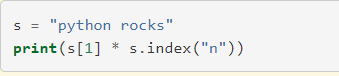 s = "python rocks"
print(s[1] * s.index("n"))